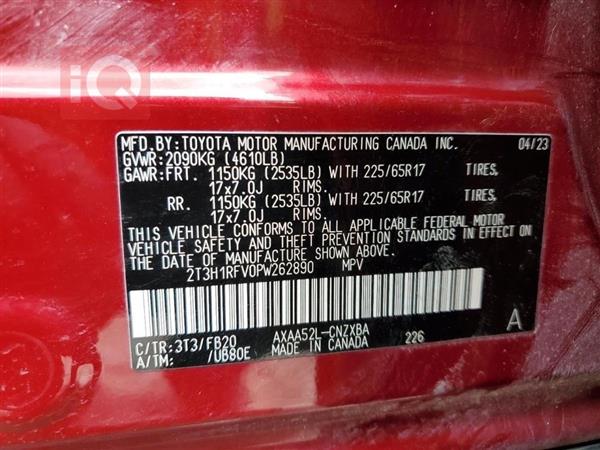 iQ
MFD.BY:TOYOTA MOTOR MANUFACTURING CANADA INC. 04/23
GVWR:2090KG (4610LB)
GAWR:FRT. 1150KG (2535LB) WITH 225/65R17 TIRES,
17x7.0J RIMS.
RR. 1150KG (2535LB) WITH 225/65R17 TIRES,
17x7.0J RIMS.
THIS VEHICLE CONFORMS TO ALL APPLICABLE FEDERAL MOTOR
VEHICLE SAFETY AND THEFT PREVENTION STANDARDS IN EFFECT ON
THE DATE OF MANUFACTURE SHOWN ABOVE.
2T3H1RFV0PW262890 MPV
C/TR:3T3/FB20 AXAA52L-CNZXBA 226 A
A/TM: /UB80E MADE IN CANADA